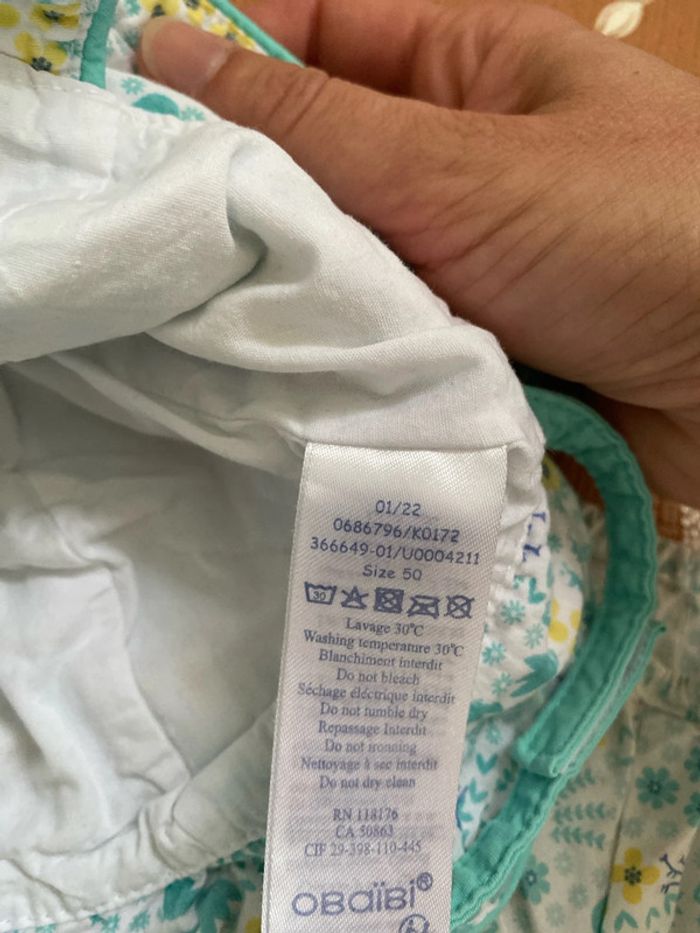 01/22
0686796/K0172
366649-01/U0004211
Size 50
30
Lavage 30°C
Washing temperature 30°C
Blanchiment interdit
Do not bleach
Séchage éléctrique interdit
Do not tumble dry
Repassage Interdit
Do not ironning
Nettoyage à sec interdit
Do not dry clean
RN 118176
CA 50863
CIF 29-398-110-445
OBaïBi®